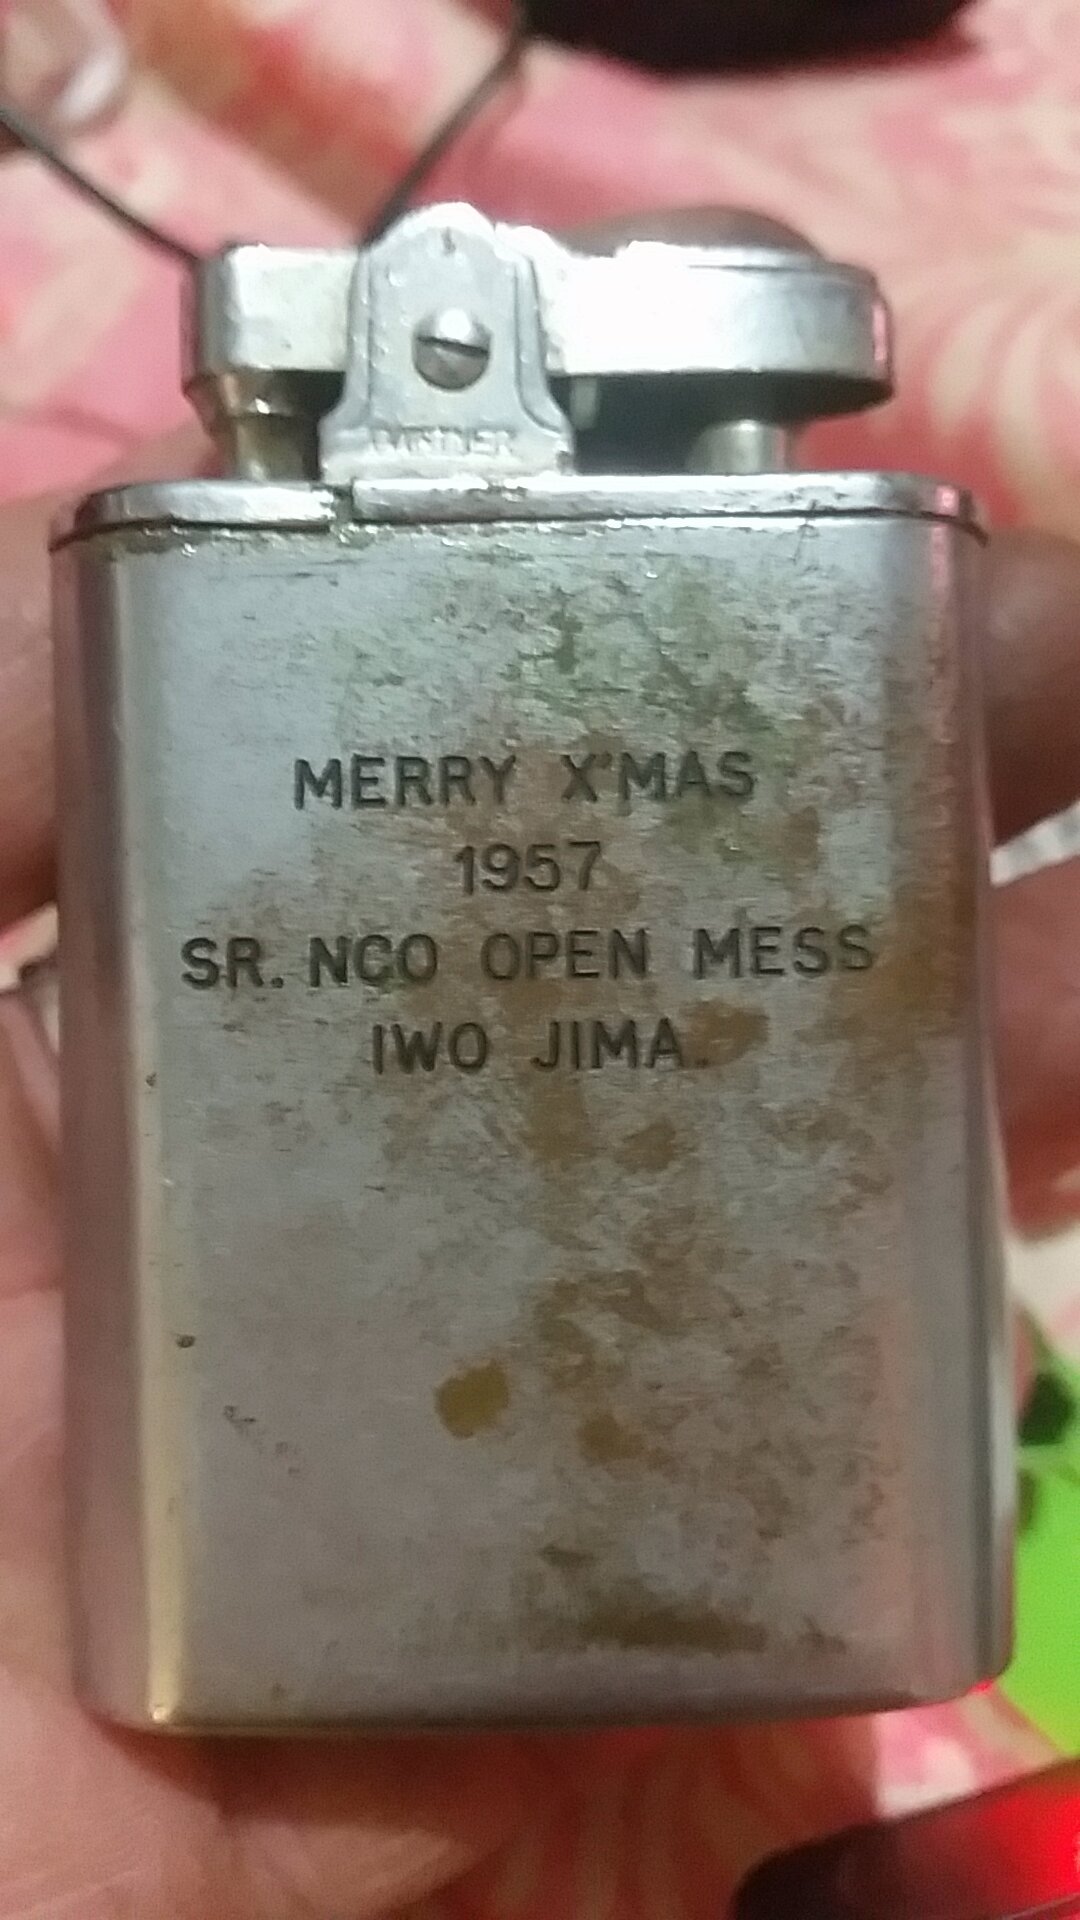 MERRY X'MAS
1957
SR. NCO OPEN MESS
IWO JIMA.